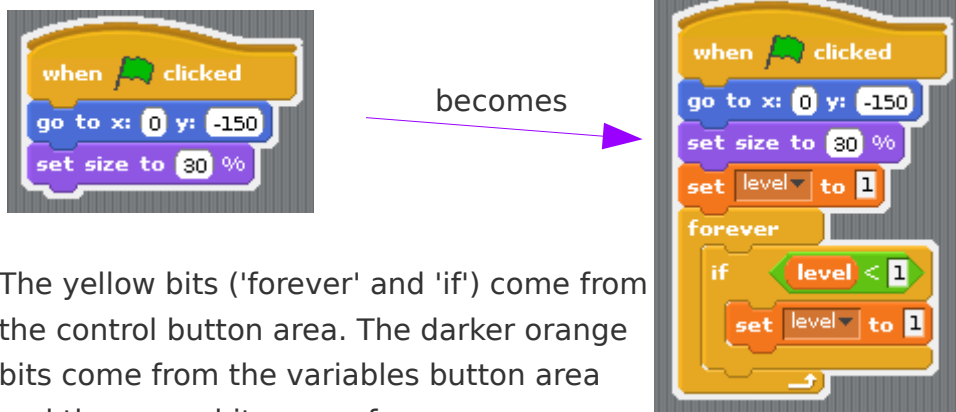 when clicked
go to x: 0 y: -150
set size to 30 %
becomes
when clicked
go to x: 0 y: -150
set size to 30 %
set level to 1
forever
if level < 1
set level to 1
The yellow bits ('forever' and 'if') come from
the control button area. The darker orange
bits come from the variables button area